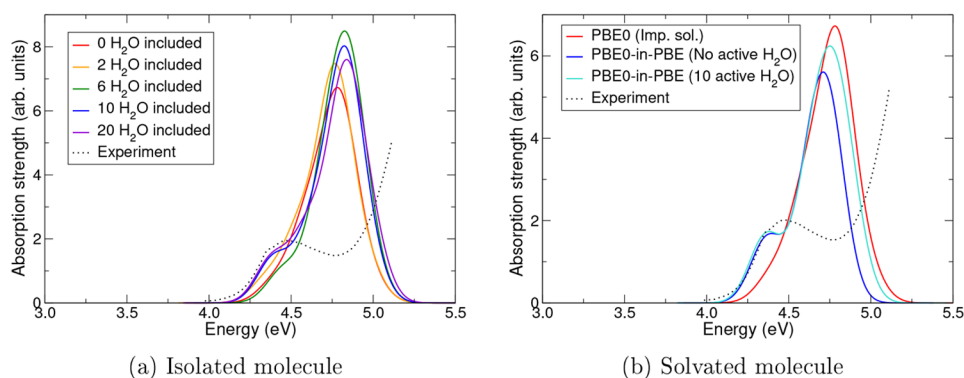 0 H2O included
2 H2O included
6 H2O included
10 H2O included
20 H2O included
Experiment
Absorption strength (arb. units)
8
6
4
2
0
3.0 3.5 4.0 4.5 5.0 5.5
Energy (eV)
(a) Isolated molecule
PBE0 (Imp. sol.)
PBE0-in-PBE (No active H2O)
PBE0-in-PBE (10 active H2O)
Experiment
Absorption strength (arb. units)
6
4
2
0
3.0 3.5 4.0 4.5 5.0 5.5
Energy (eV)
(b) Solvated molecule